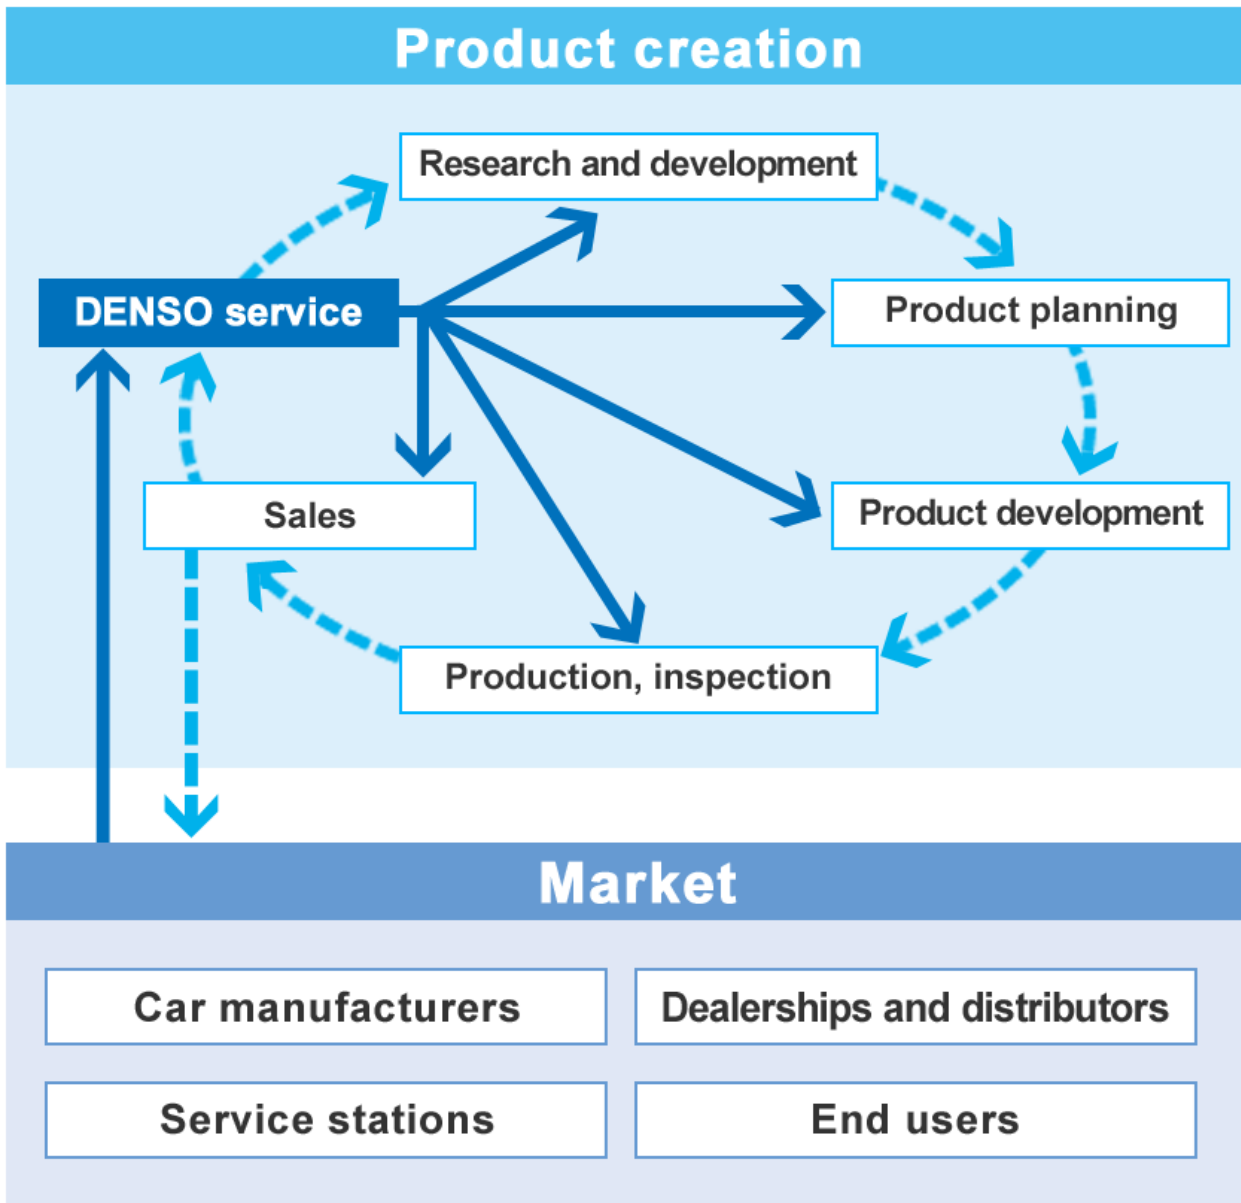 Product creation
Research and development
DENSO service
Product planning
Sales
Product development
Production, inspection
Market
Car manufacturers
Dealerships and distributors
Service stations
End users